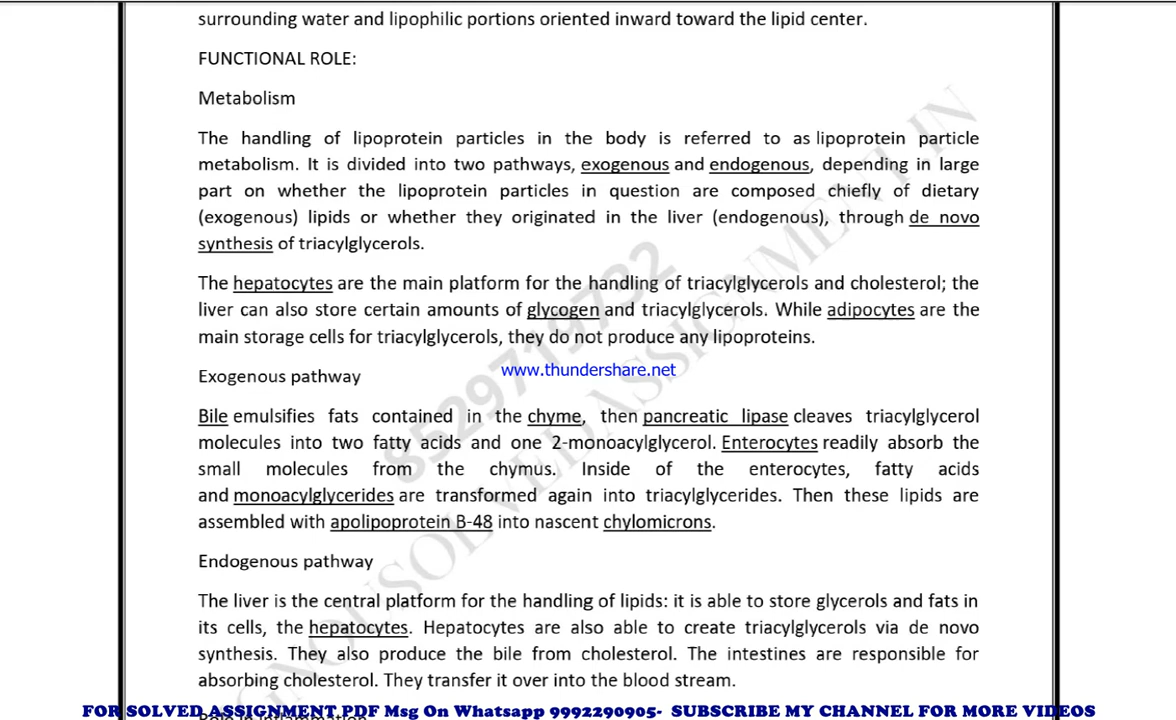 surrounding water and lipophilic portions oriented inward toward the lipid center.
FUNCTIONAL ROLE:
Metabolism
The handling of lipoprotein particles in the body is referred to as lipoprotein particle
metabolism. It is divided into two pathways, exogenous and endogenous, depending in large
part on whether the lipoprotein particles in question are composed chiefly of dietary
(exogenous) lipids or whether they originated in the liver (endogenous), through de novo
synthesis of triacylglycerols.
The hepatocytes are the main platform for the handling of triacylglycerols and cholesterol; the
liver can also store certain amounts of glycogen and triacylglycerols. While adipocytes are the
main storage cells for triacylglycerols, they do not produce any lipoproteins.
www.thundershare.net
Exogenous pathway
Bile emulsifies fats contained in the chyme, then pancreatic lipase cleaves triacylglycerol
molecules into two fatty acids and one 2-monoacylglycerol. Enterocytes readily absorb the
small molecules from the chymus. Inside of the enterocytes, fatty acids
and monoacylglycerides are transformed again into triacylglycerides. Then these lipids are
assembled with apolipoprotein B-48 into nascent chylomicrons.
Endogenous pathway
The liver is the central platform for the handling of lipids: it is able to store glycerols and fats in
its cells, the hepatocytes. Hepatocytes are also able to create triacylglycerols via de novo
synthesis. They also produce the bile from cholesterol. The intestines are responsible for
absorbing cholesterol. They transfer it over into the blood stream.
FOR SOLVED ASSIGNMENT PDF Msg On Whatsapp 9992290905- SUBSCRIBE MY CHANNEL FOR MORE VIDEOS
8529719732
GNOUSOLVEDASSIGNMENT.IN